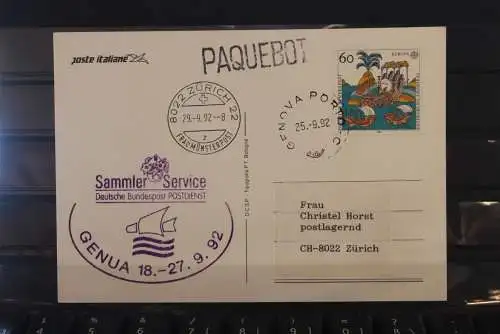 poste italiane
PAQUEBOT
8022 ZÜRICH 22
29.-9.92.-8
FRAUMÜNSTERPOST
60
EUROPA
GENOVA PORTO C
25.-9.92
Sammler Service
Deutsche Bundespost POSTDIENST
GENUA 18.-27.9.92
Frau
Christel Horst
postlagernd
CH-8022 Zürich